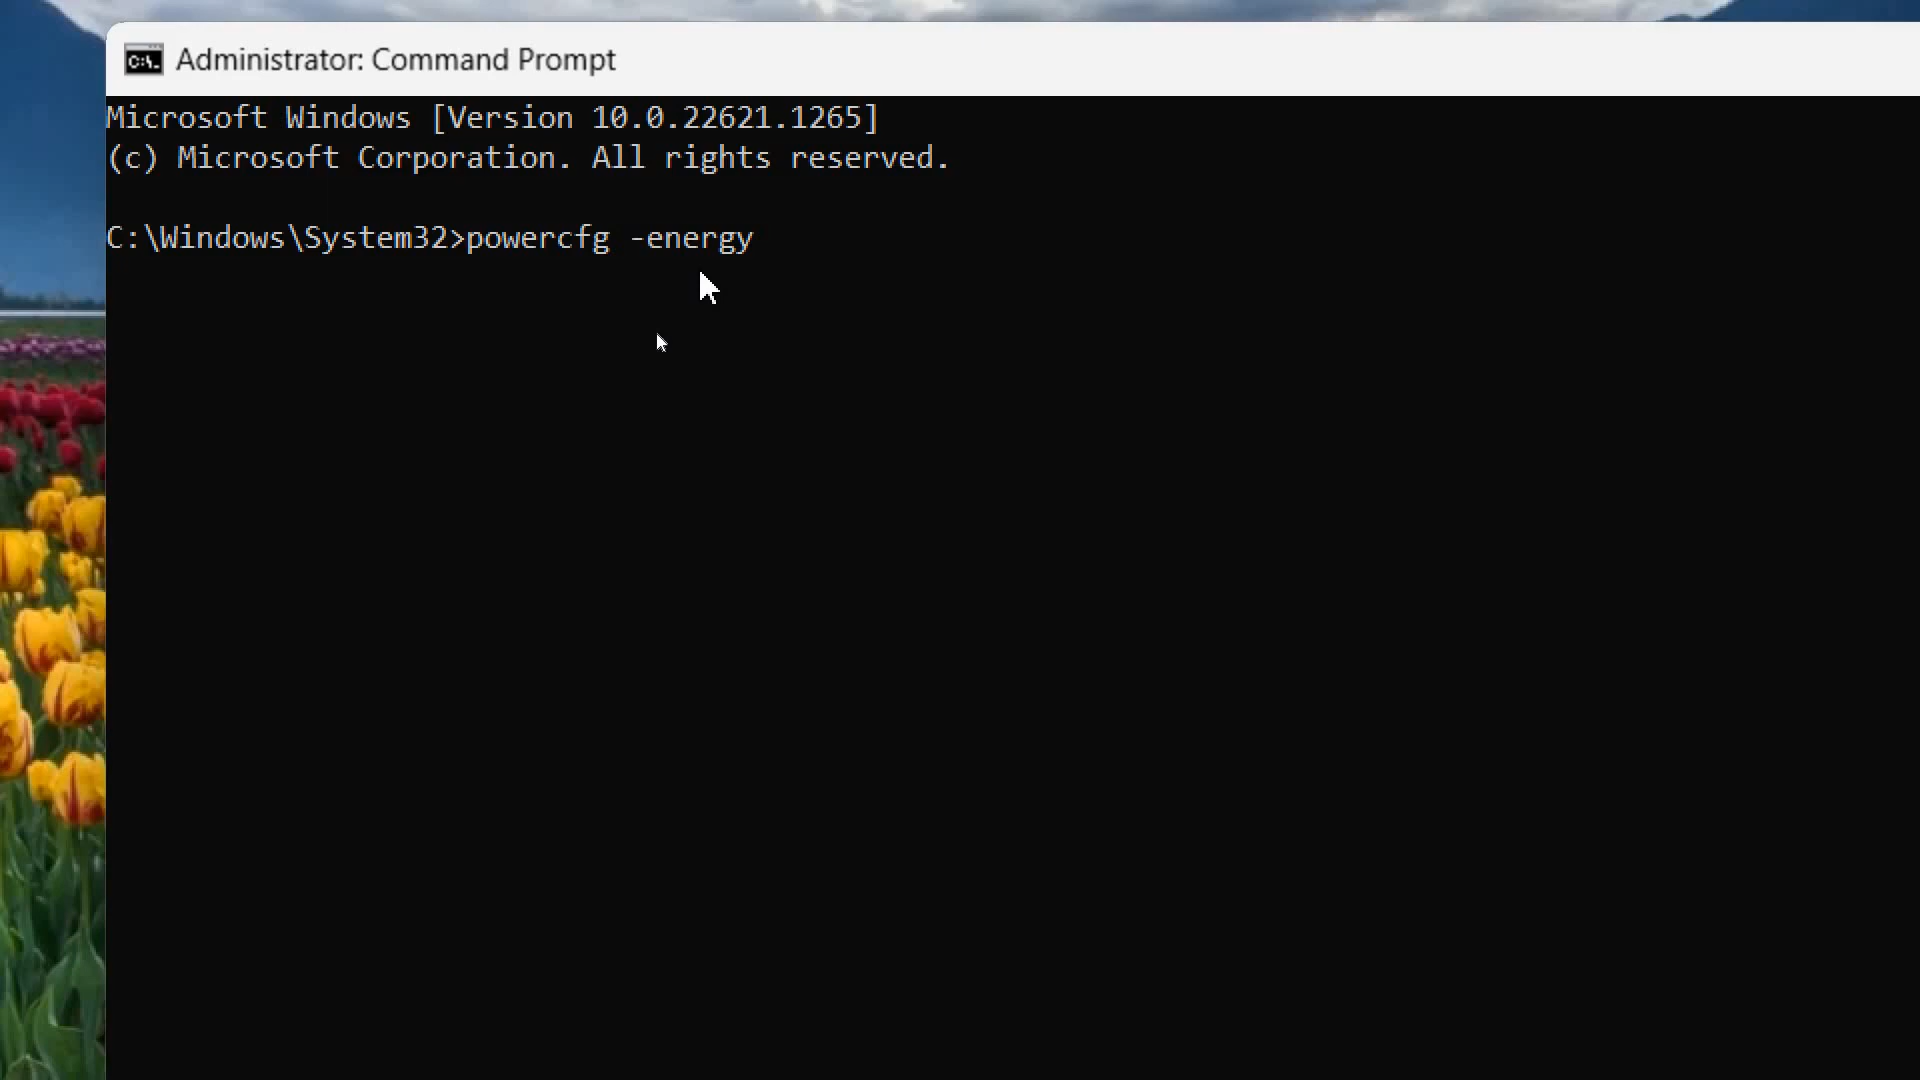 C:\.
Administrator: Command Prompt
Microsoft Windows [Version 10.0.22621.1265]
(c) Microsoft Corporation. All rights reserved.
C:\Windows\System32>powercfg -energy